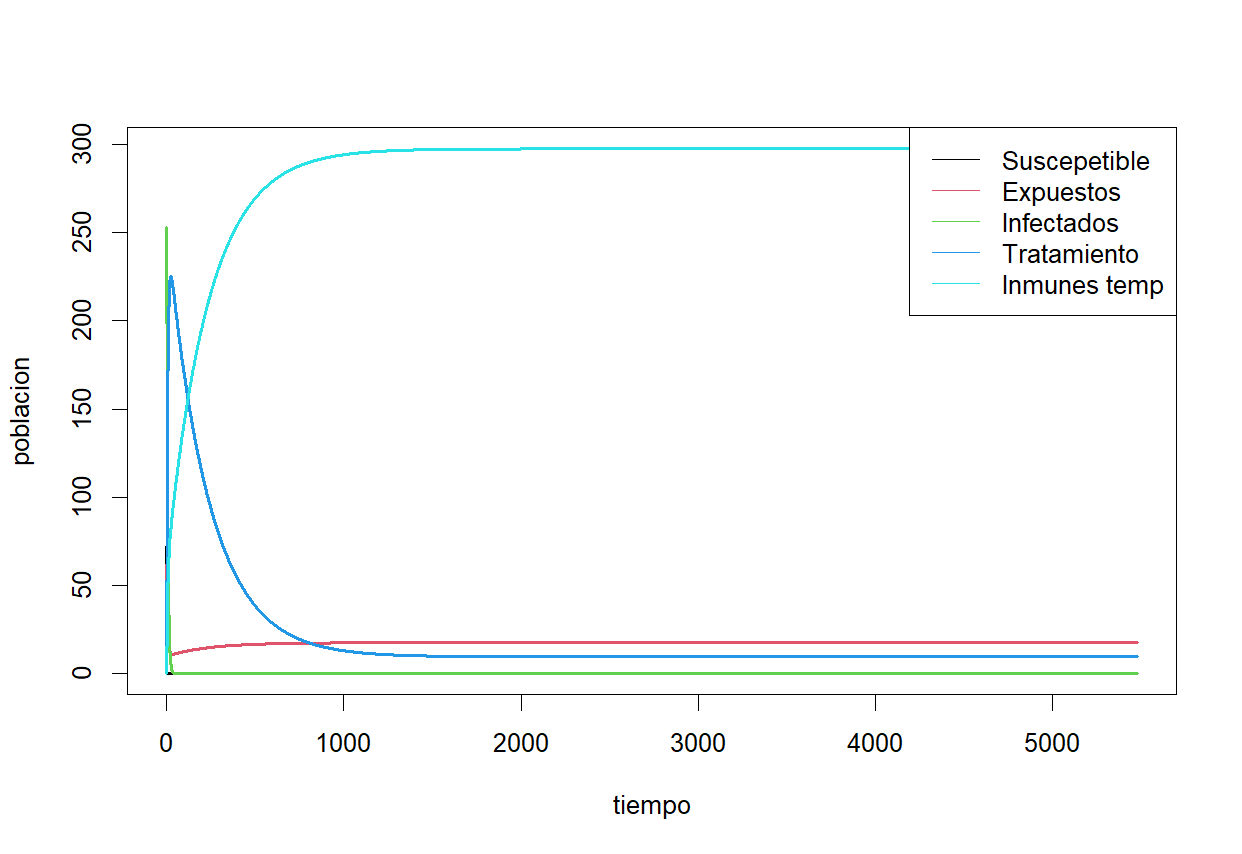 300
250
200
150
100
50
0
poblacion
0 1000 2000 3000 4000 5000
tiempo
Suscepetible
Expuestos
Infectados
Tratamiento
Inmunes temp